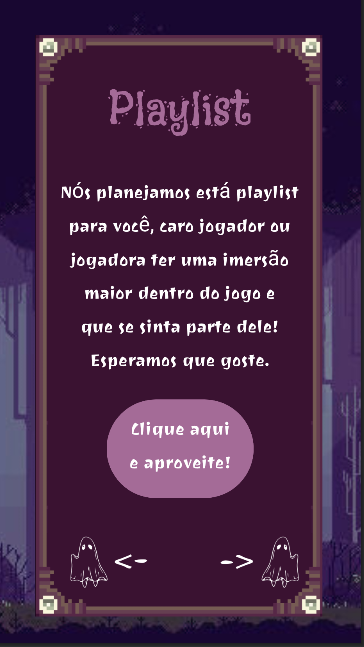 Playlist
Nós planejamos está playlist
para você, caro jogador ou
jogadora ter uma imersão
maior dentro do jogo e
que se sinta parte dele!
Esperamos que goste.
Clique aqui
e aproveite!
<- ->